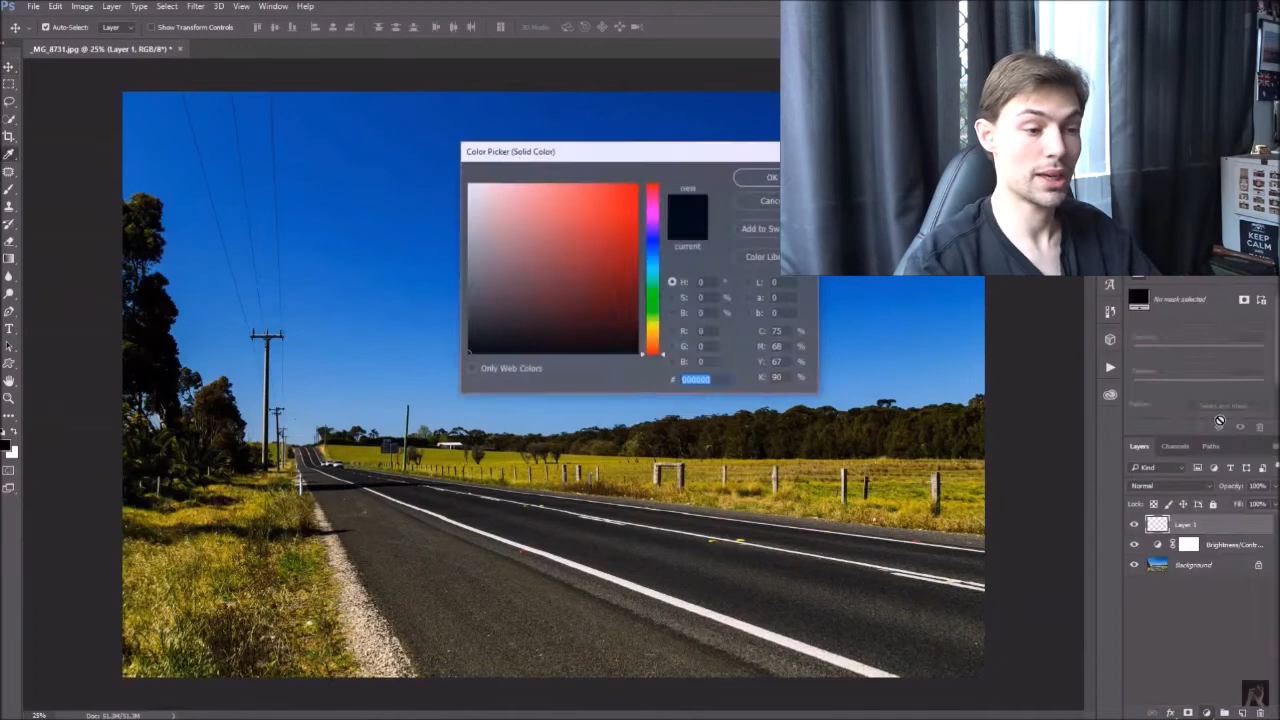 Ps File Edit Image Layer Type Select Filter 3D View Window Help
Auto-Select: Layer Show Transform Controls 3D Mode:
_MG_8731.jpg @ 25% (Layer 1, RGB/8*) * ×
Color Picker (Solid Color)
new
OK
Cance
Add to Sw
current
Color Libr
H: 0 ° L: 0
S: 0 % a: 0
B: 0 % b: 0
R: 0 C: 75 %
G: 0 M: 68 %
B: 0 Y: 67 %
# 000000 K: 90 %
Only Web Colors
KEEP
CALM
No mask selected
Layers Channels Paths
Kind
Normal Opacity: 100%
Lock: Fill: 100%
Layer 1
Brightness/Contr...
Background
25% Doc: 51.3M/51.3M